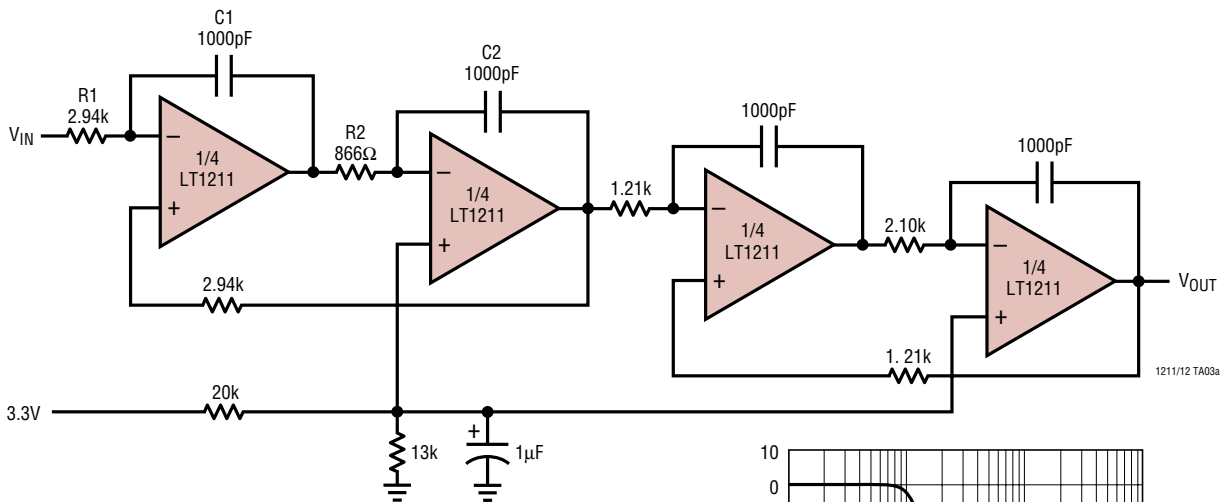 C1
1000pF
R1
2.94k
VIN
−
+
1/4
LT1211
R2
866Ω
C2
1000pF
−
+
1/4
LT1211
2.94k
1.21k
1000pF
−
+
1/4
LT1211
2.10k
1000pF
−
+
1/4
LT1211
VOUT
1.21k
1211/12 TA03a
3.3V
20k
13k
+
1μF
10
0